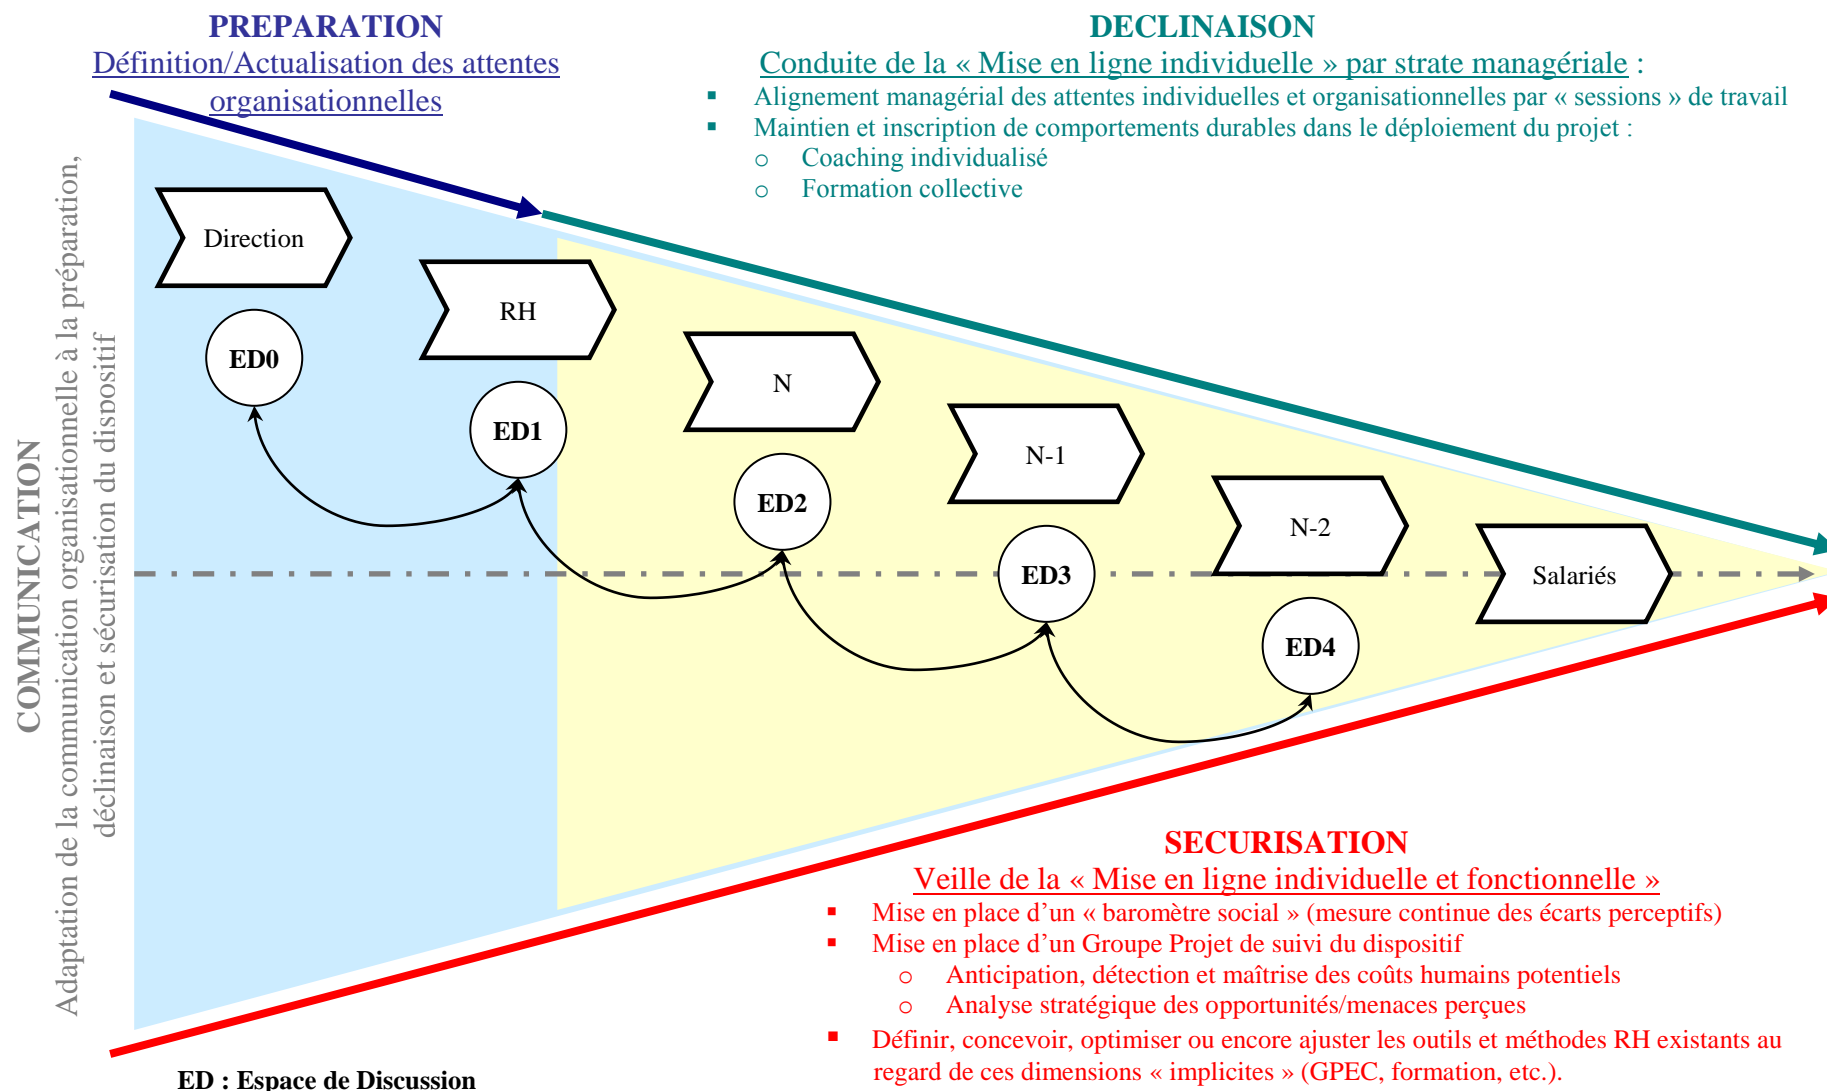 PREPARATION
Définition/Actualisation des attentes
organisationnelles
DECLINAISON
Conduite de la « Mise en ligne individuelle » par strate managériale :
▪ Alignement managérial des attentes individuelles et organisationnelles par « sessions » de travail
▪ Maintien et inscription de comportements durables dans le déploiement du projet :
o Coaching individualisé
o Formation collective
COMMUNICATION
Adaptation de la communication organisationnelle à la préparation,
déclinaison et sécurisation du dispositif
Direction
RH
N
N-1
N-2
Salariés
ED0
ED1
ED2
ED3
ED4
SECURISATION
Veille de la « Mise en ligne individuelle et fonctionnelle »
▪ Mise en place d’un « baromètre social » (mesure continue des écarts perceptifs)
▪ Mise en place d’un Groupe Projet de suivi du dispositif
o Anticipation, détection et maîtrise des coûts humains potentiels
o Analyse stratégique des opportunités/menaces perçues
▪ Définir, concevoir, optimiser ou encore ajuster les outils et méthodes RH existants au
regard de ces dimensions « implicites » (GPEC, formation, etc.).
ED : Espace de Discussion